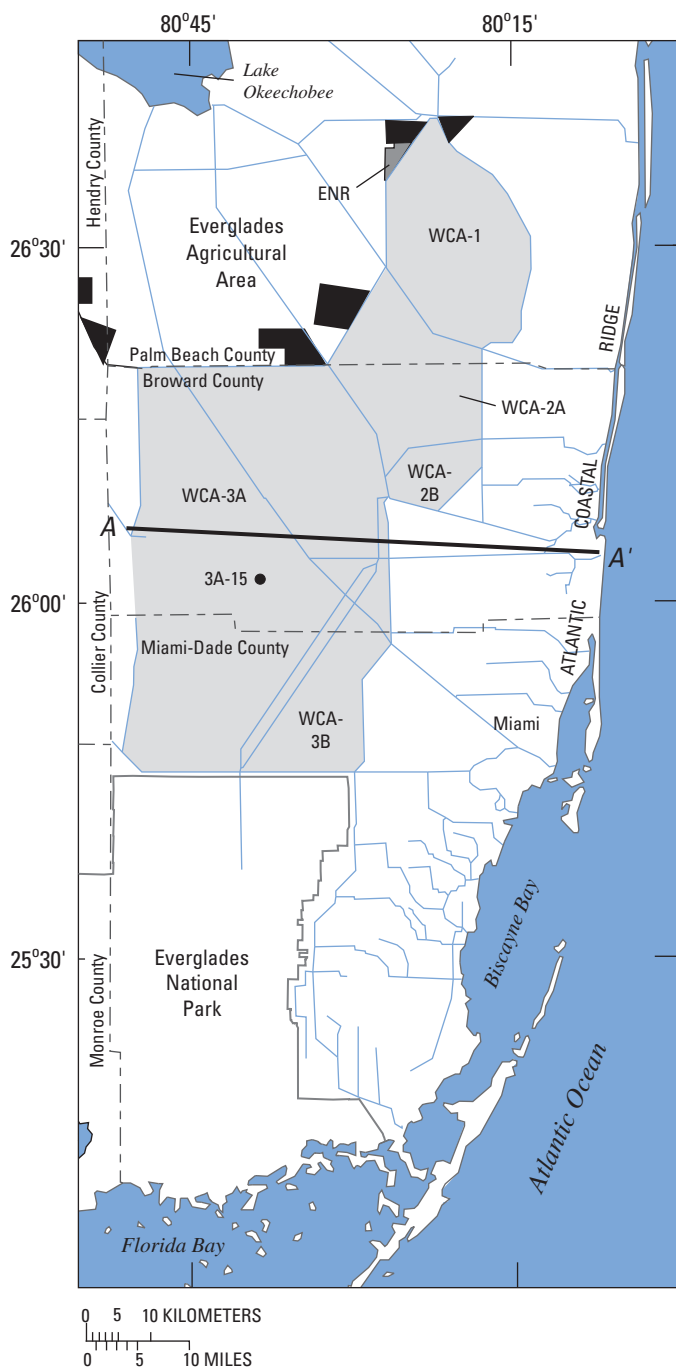 80°45'
80°15'
Lake
Okeechobee
Hendry County
ENR
WCA-1
Everglades
Agricultural
Area
26°30'
RIDGE
Palm Beach County
Broward County
WCA-2A
WCA-
2B
WCA-3A
COASTAL
A
A'
3A-15
26°00'
ATLANTIC
Collier County
Miami-Dade County
WCA-
3B
Miami
Biscayne Bay
25°30'
Everglades
National
Park
Monroe County
Atlantic Ocean
Florida Bay
0 5 10 KILOMETERS
0 5 10 MILES